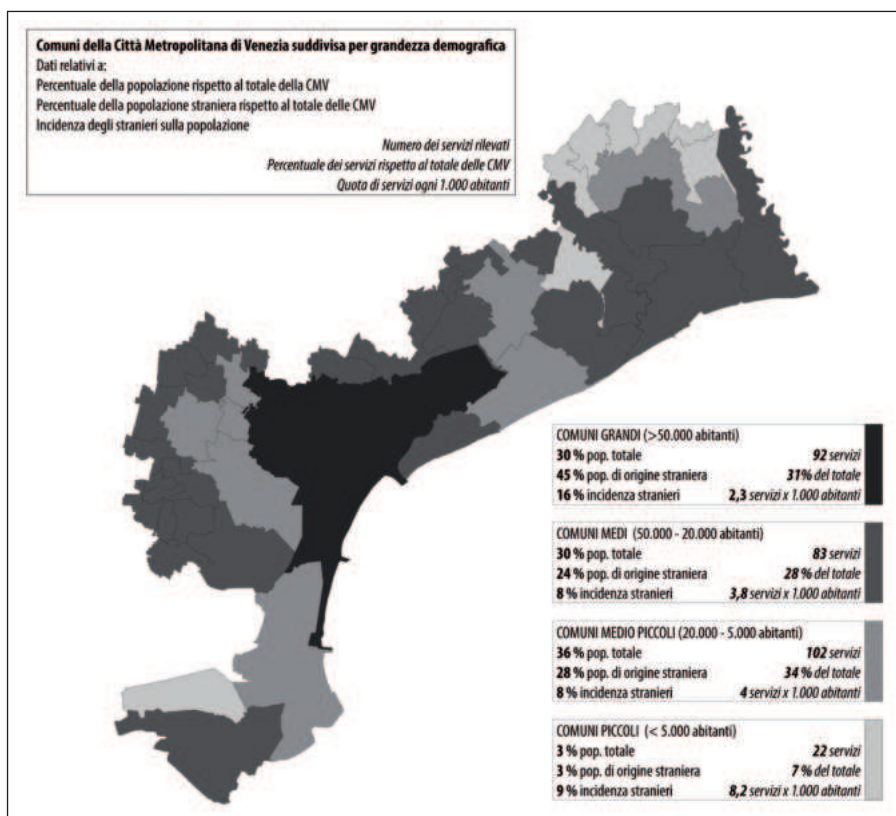 Comuni della Città Metropolitana di Venezia suddivisa per grandezza demografica
Dati relativi a:
Percentuale della popolazione rispetto al totale della CMV
Percentuale della popolazione straniera rispetto al totale delle CMV
Incidenza degli stranieri sulla popolazione
Numero dei servizi rilevati
Percentuale dei servizi rispetto al totale delle CMV
Quota di servizi ogni 1.000 abitanti
COMUNI GRANDI (>50.000 abitanti)
30 % pop. totale 92 servizi
45 % pop. di origine straniera 31% del totale
16 % incidenza stranieri 2,3 servizi x 1.000 abitanti
COMUNI MEDI (50.000 - 20.000 abitanti)
30 % pop. totale 83 servizi
24 % pop. di origine straniera 28 % del totale
8 % incidenza stranieri 3,8 servizi x 1.000 abitanti
COMUNI MEDIO PICCOLI (20.000 - 5.000 abitanti)
36 % pop. totale 102 servizi
28 % pop. di origine straniera 34 % del totale
8 % incidenza stranieri 4 servizi x 1.000 abitanti
COMUNI PICCOLI (< 5.000 abitanti)
3 % pop. totale 22 servizi
3 % pop. di origine straniera 7 % del totale
9 % incidenza stranieri 8,2 servizi x 1.000 abitanti